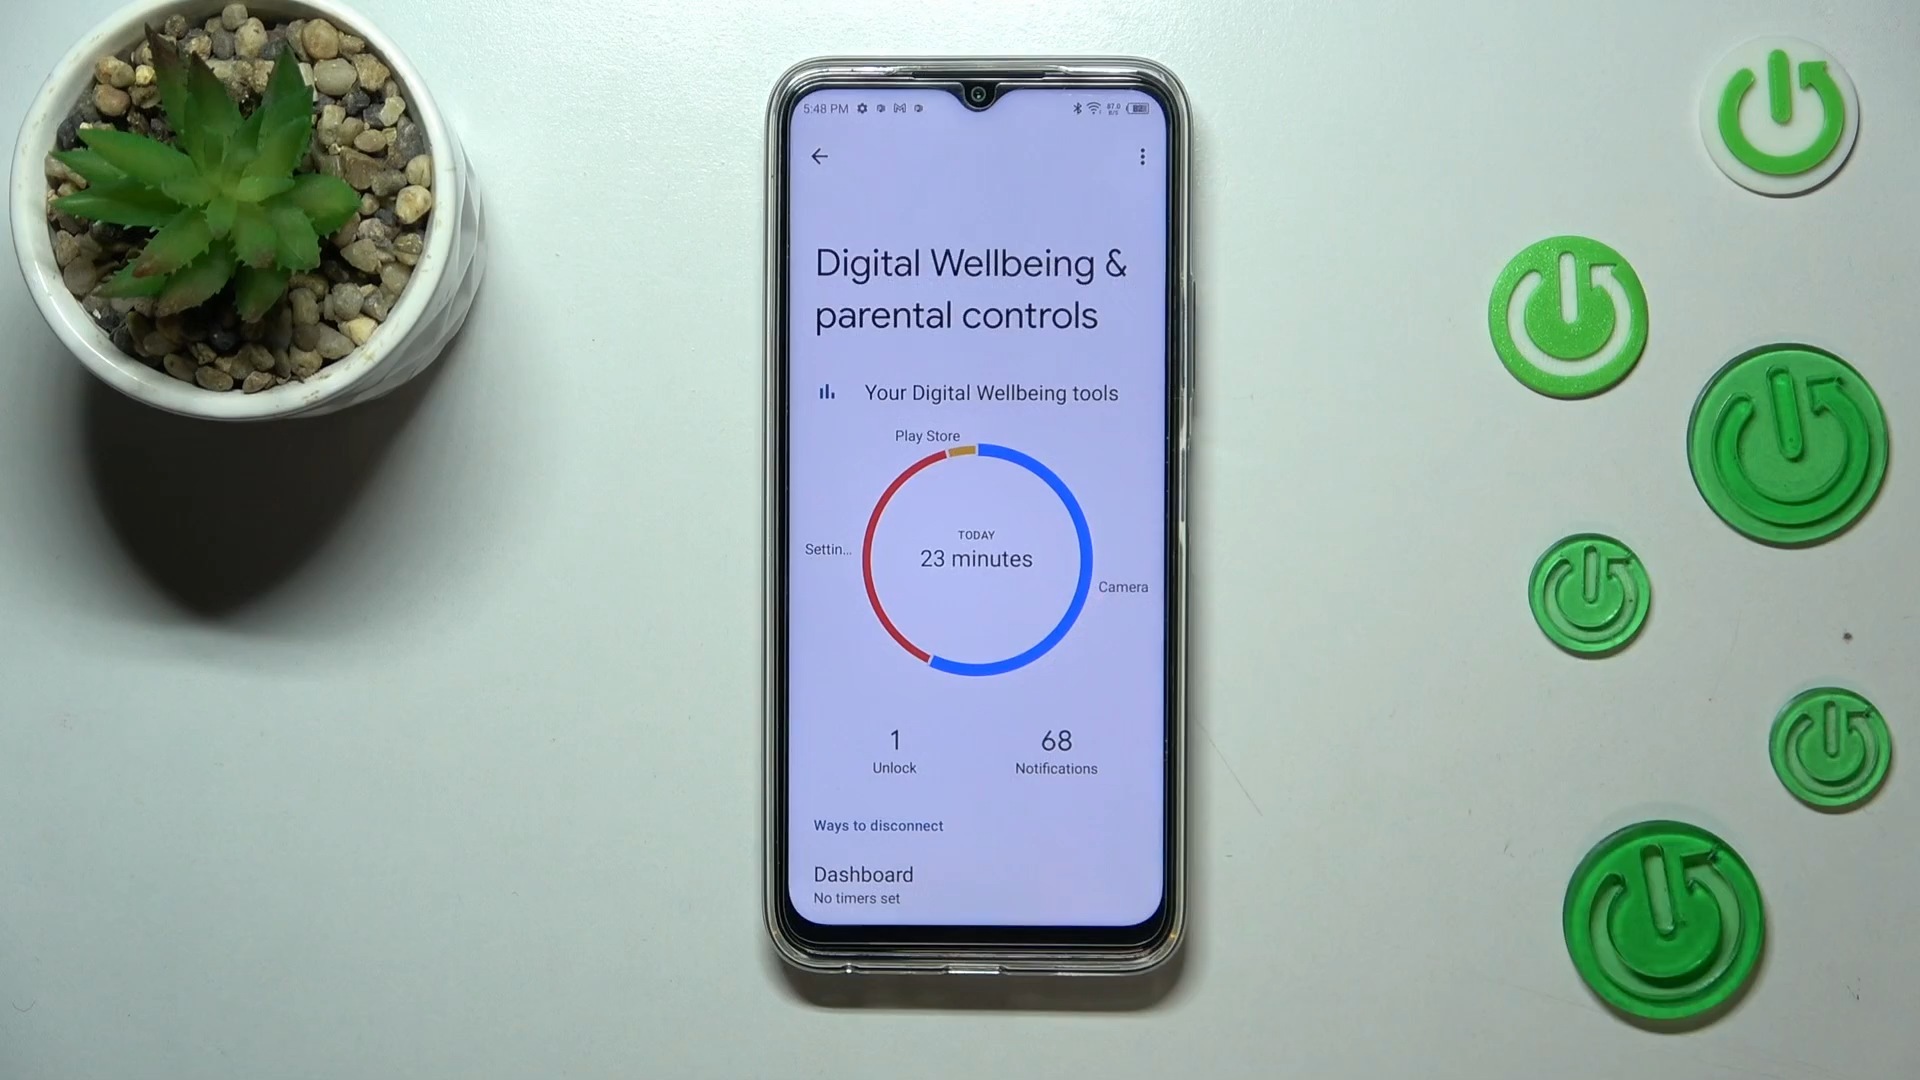 5:48 PM
Digital Wellbeing &
parental controls
Your Digital Wellbeing tools
Play Store
TODAY
23 minutes
Settin...
Camera
1
68
Unlock
Notifications
Ways to disconnect
Dashboard
No timers set